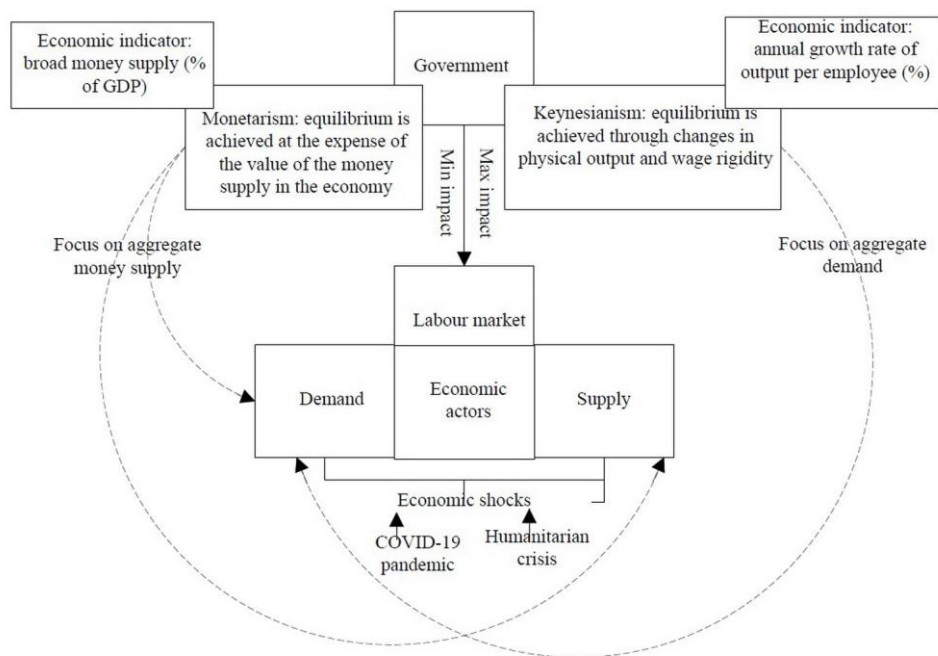 Economic indicator:
broad money supply (%
of GDP)
Government
Economic indicator:
annual growth rate of
output per employee (%)
Monetarism: equilibrium is
achieved at the expense of
the value of the money
supply in the economy
Keynesianism: equilibrium is
achieved through changes in
physical output and wage rigidity
Min impact
Max impact
Focus on aggregate
money supply
Focus on aggregate
demand
Labour market
Demand
Economic
actors
Supply
Economic shocks
COVID-19
pandemic
Humanitarian
crisis